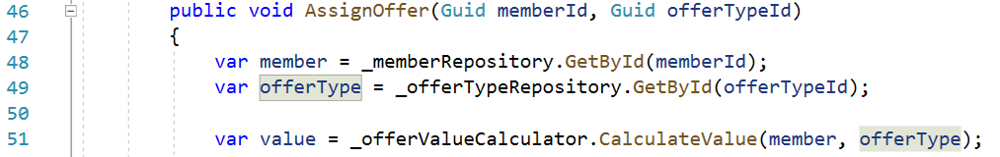 46 public void AssignOffer(Guid memberId, Guid offerTypeId)
47 {
48 var member = _memberRepository.GetById(memberId);
49 var offerType = _offerTypeRepository.GetById(offerTypeId);
50
51 var value = _offerValueCalculator.CalculateValue(member, offerType);